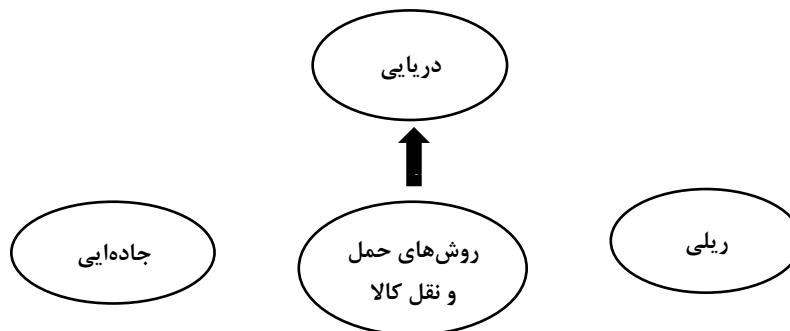 دریایی
ریلی
روش‌های حمل
و نقل کالا
جاده‌ایی